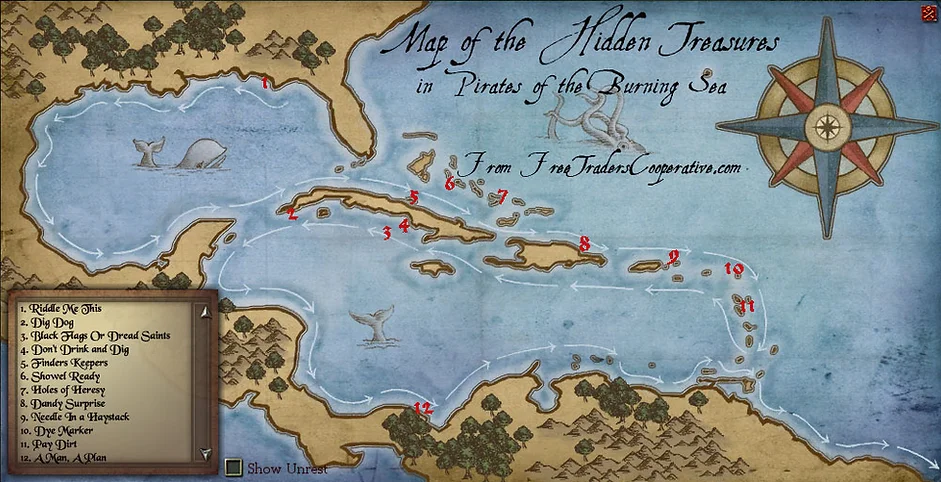 Map of the Hidden Treasures
in Pirates of the Burning Sea
From FreeTradersCooperative.com
1
2
3
4
5
6
7
8
9
10
11
12
1. Riddle Me This
2. Dig Dog
3. Black Flags Or Dread Saints
4. Don't Drink and Dig
5. Finders Keepers
6. Showel Ready
7. Holes of Heresy
8. Dandy Surprise
9. Needle In a Haystack
10. Dye Marker
11. Pay Dirt
12. A Man, A Plan
Show Unrest